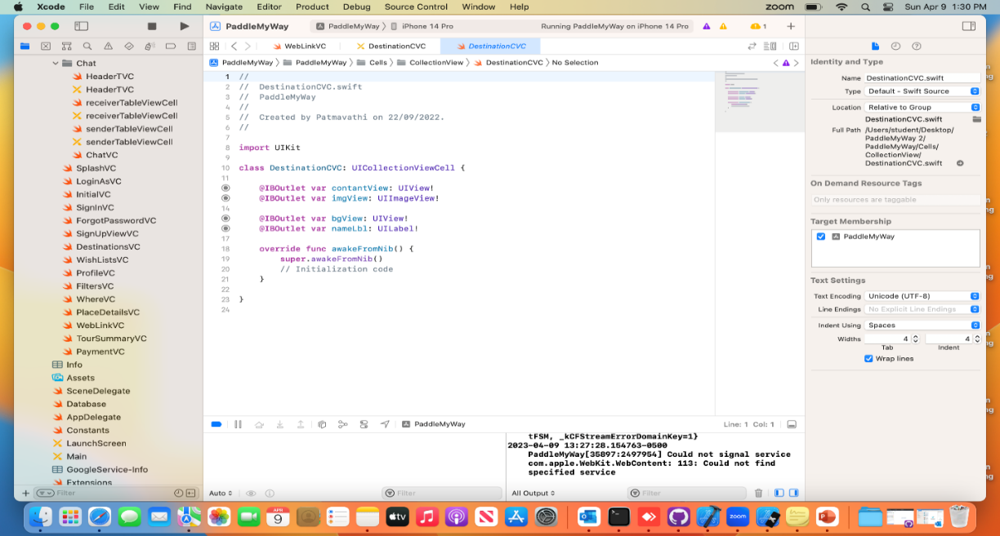 Xcode File Edit View Find Navigate Editor Product Debug Source Control Window Help zoom Sun Apr 9 1:30 PM
PaddleMyWay PaddleMyWay 〉 iPhone 14 Pro Running PaddleMyWay on iPhone 14 Pro 1
WebLinkVC DestinationCVC DestinationCVC
PaddleMyWay 〉 PaddleMyWay 〉 Cells 〉 CollectionView 〉 DestinationCVC 〉 No Selection
Chat
HeaderTVC
HeaderTVC
receiverTableViewCell
receiverTableViewCell
senderTableViewCell
senderTableViewCell
ChatVC
SplashVC
LoginAsVC
InitialVC
SignInVC
ForgotPasswordVC
SignUpViewVC
DestinationsVC
WishListsVC
ProfileVC
FiltersVC
WhereVC
PlaceDetailsVC
WebLinkVC
TourSummaryVC
PaymentVC
Info
Assets
SceneDelegate
Database
AppDelegate
Constants
LaunchScreen
Main
GoogleService-Info
Extensions
Filter
1 //
2 // DestinationCVC.swift
3 // PaddleMyWay
4 //
5 // Created by Patmavathi on 22/09/2022.
6 //
7
8 import UIKit
9
10 class DestinationCVC: UICollectionViewCell {
11
@IBOutlet var contantView: UIView!
@IBOutlet var imgView: UIImageView!
14
@IBOutlet var bgView: UIView!
@IBOutlet var nameLbl: UILabel!
17
18 override func awakeFromNib() {
19 super.awakeFromNib()
20 // Initialization code
21 }
22
23 }
24
PaddleMyWay Line: 1 Col: 1
tFSM, _kCFStreamErrorDomainKey=1}
2023-04-09 13:27:28.154763-0500
PaddleMyWay[35897:2497954] Could not signal service
com.apple.WebKit.WebContent: 113: Could not find
specified service
Auto Filter All Output Filter
Identity and Type
Name DestinationCVC.swift
Type Default - Swift Source
Location Relative to Group
DestinationCVC.swift
Full Path /Users/student/Desktop/
PaddleMyWay 2/
PaddleMyWay/Cells/
CollectionView/
DestinationCVC.swift
On Demand Resource Tags
Only resources are taggable
Target Membership
PaddleMyWay
Text Settings
Text Encoding Unicode (UTF-8)
Line Endings No Explicit Line Endings
Indent Using Spaces
Widths 4 4
Tab Indent
Wrap lines
APR
9 tv zoom